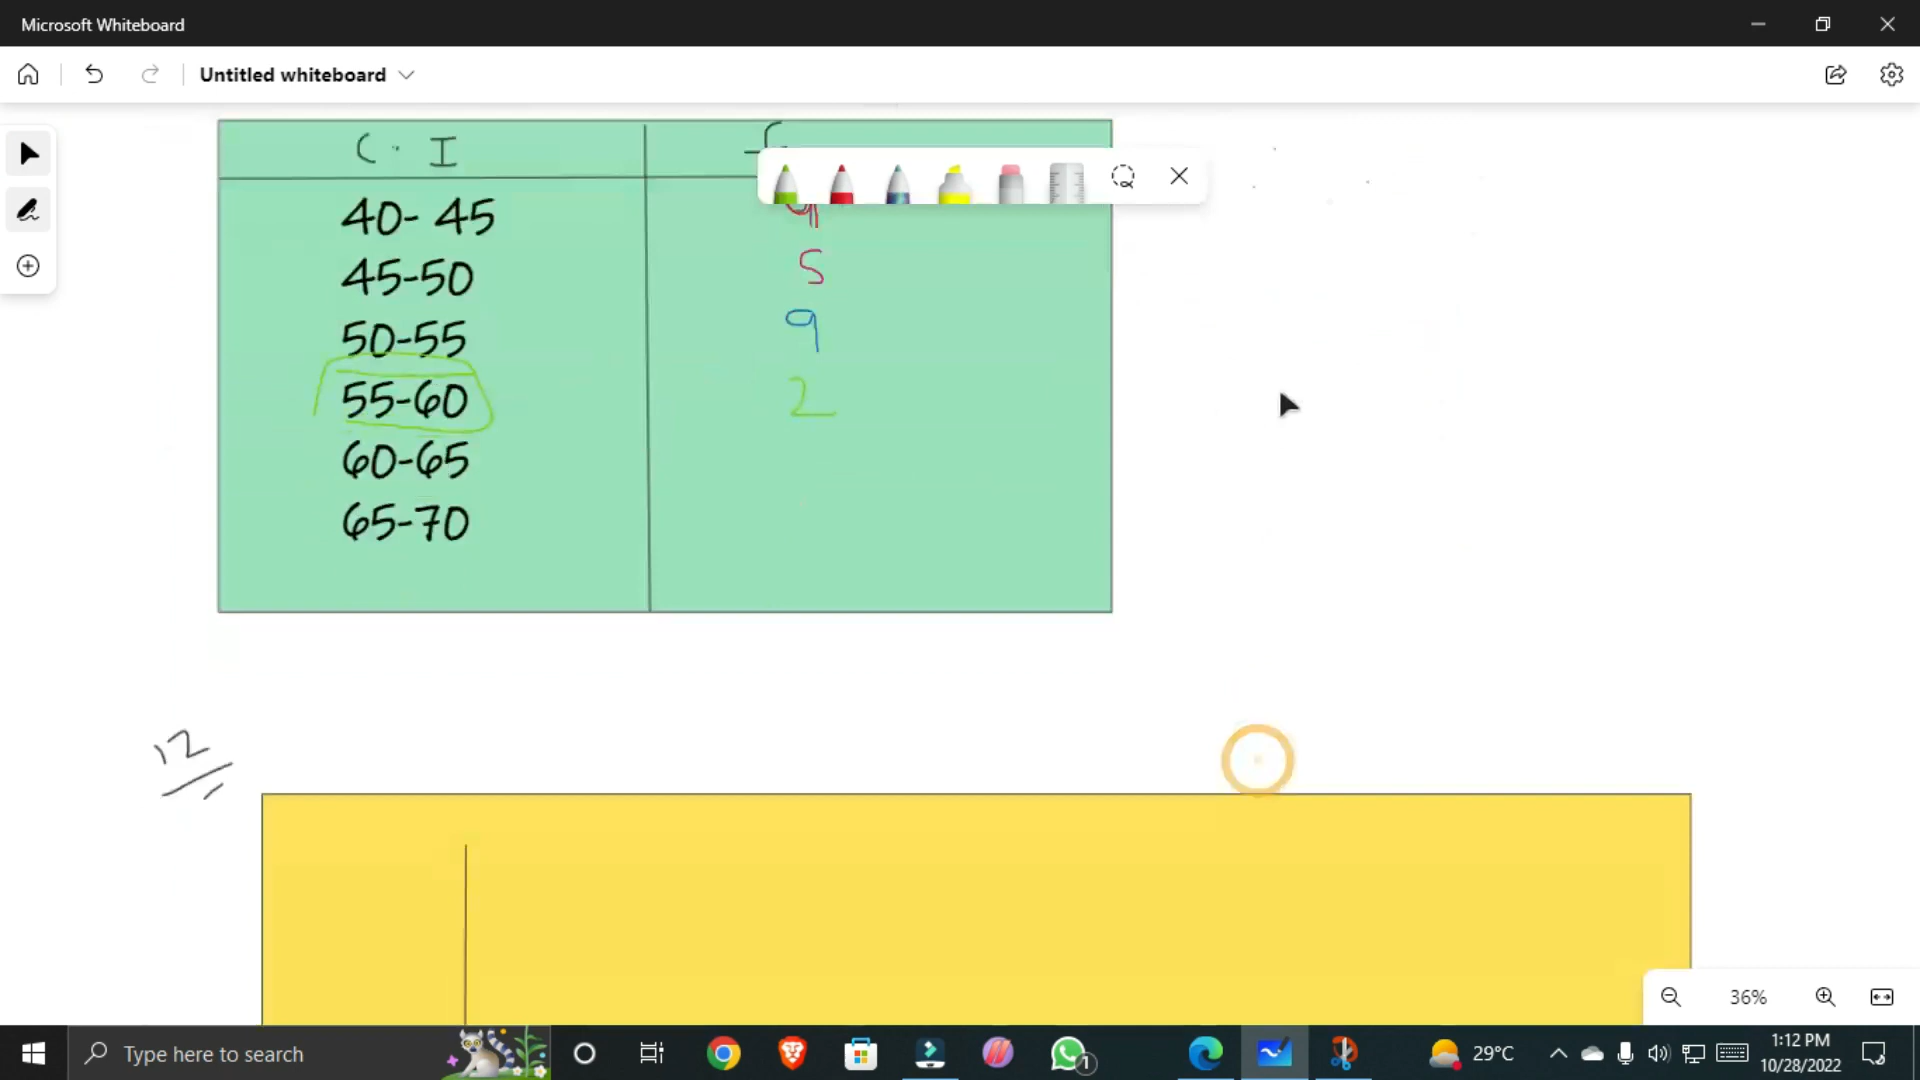 Microsoft Whiteboard
Untitled whiteboard
C. I f
40- 45
45-50 5
50-55 9
55-60 2
60-65
65-70
12
36%
Type here to search
1
29°C
1:12 PM
10/28/2022